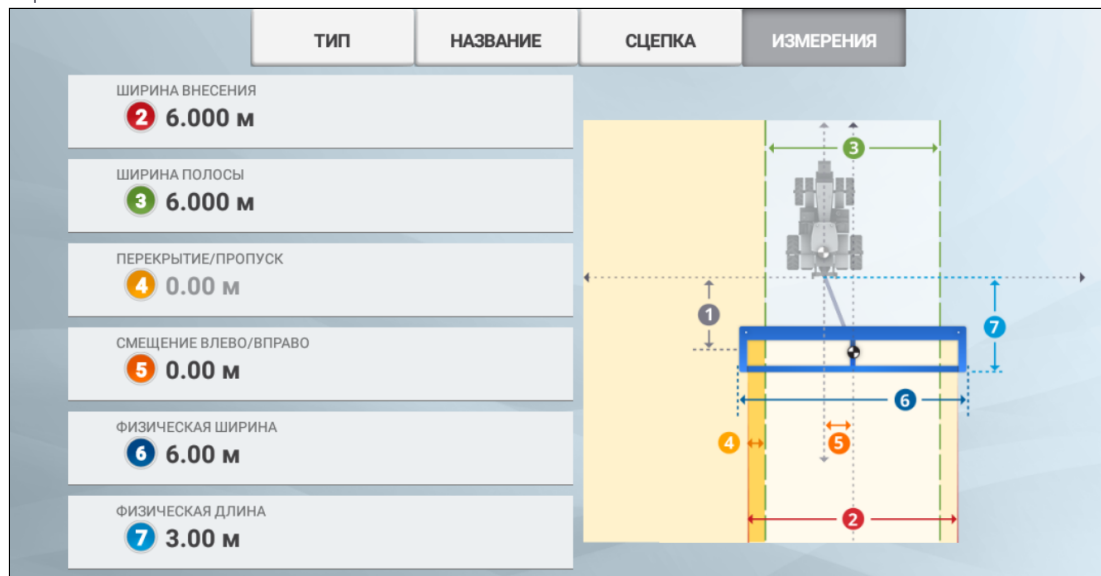 ТИП НАЗВАНИЕ СЦЕПКА ИЗМЕРЕНИЯ
ШИРИНА ВНЕСЕНИЯ
2 6.000 м
ШИРИНА ПОЛОСЫ
3 6.000 м
ПЕРЕКРЫТИЕ/ПРОПУСК
4 0.00 м
СМЕЩЕНИЕ ВЛЕВО/ВПРАВО
5 0.00 м
ФИЗИЧЕСКАЯ ШИРИНА
6 6.00 м
ФИЗИЧЕСКАЯ ДЛИНА
7 3.00 м
3
1
7
6
4 5
2